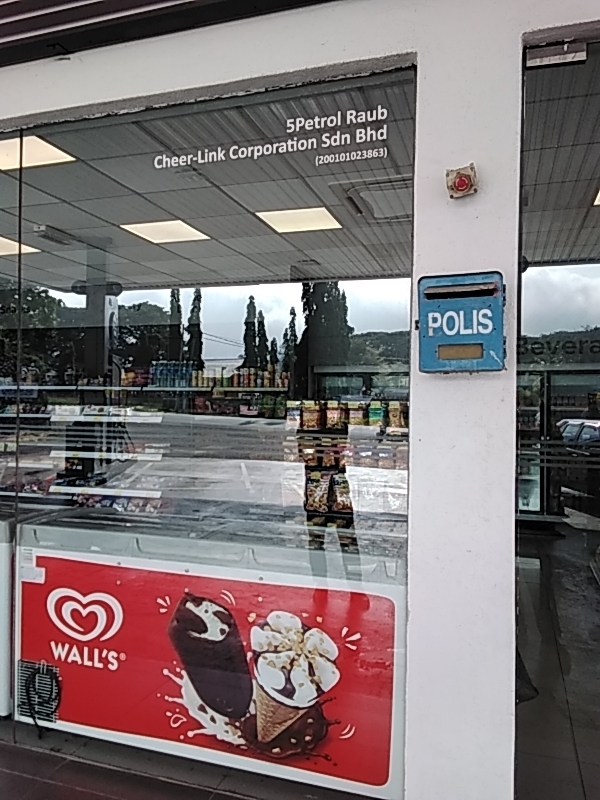 5Petrol Raub
Cheer-Link Corporation Sdn Bhd
(200101023863)
POLIS
Bevera
WALL'S®